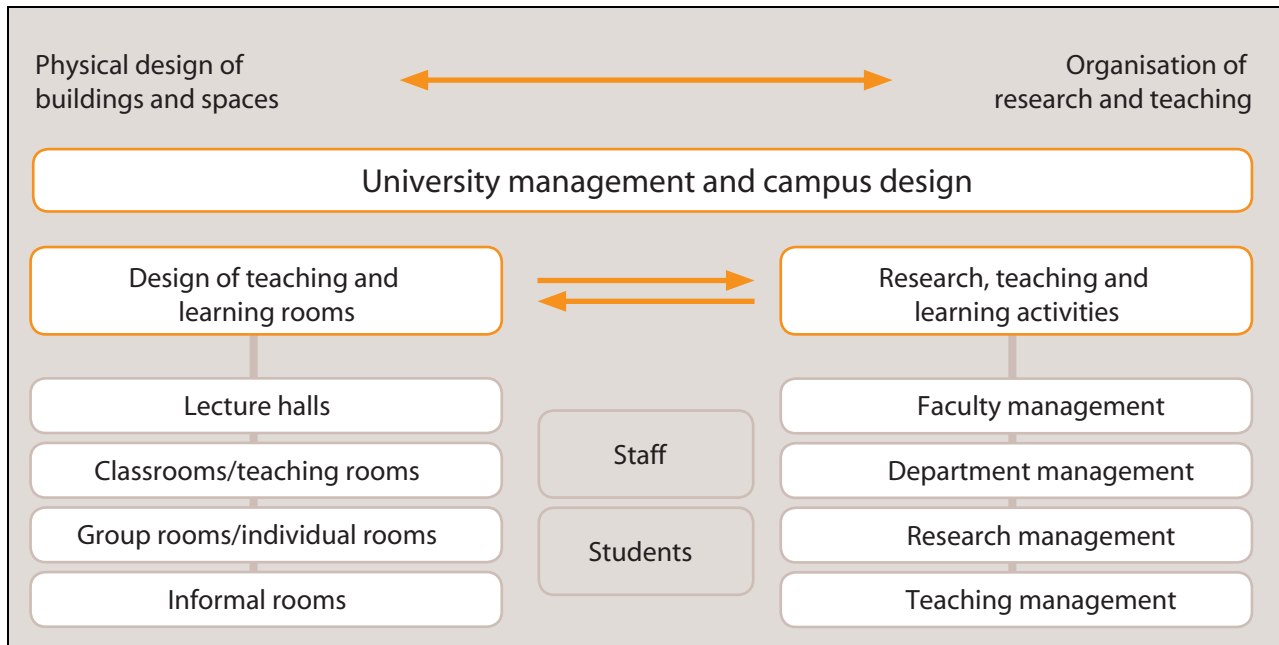 Physical design of
buildings and spaces
Organisation of
research and teaching
University management and campus design
Design of teaching and
learning rooms
Research, teaching and
learning activities
Lecture halls
Classrooms/teaching rooms
Group rooms/individual rooms
Informal rooms
Staff
Students
Faculty management
Department management
Research management
Teaching management